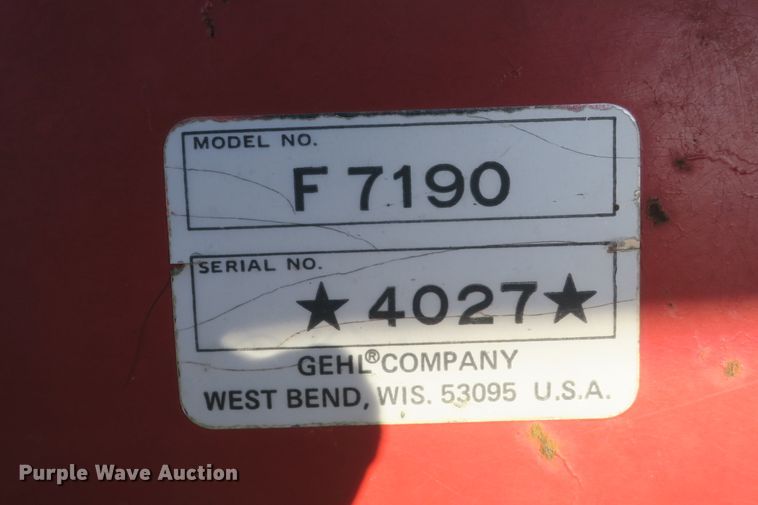 MODEL NO.
F 7190
SERIAL NO.
★ 4027 ★
GEHL® COMPANY
WEST BEND, WIS. 53095 U.S.A.
Purple Wave Auction